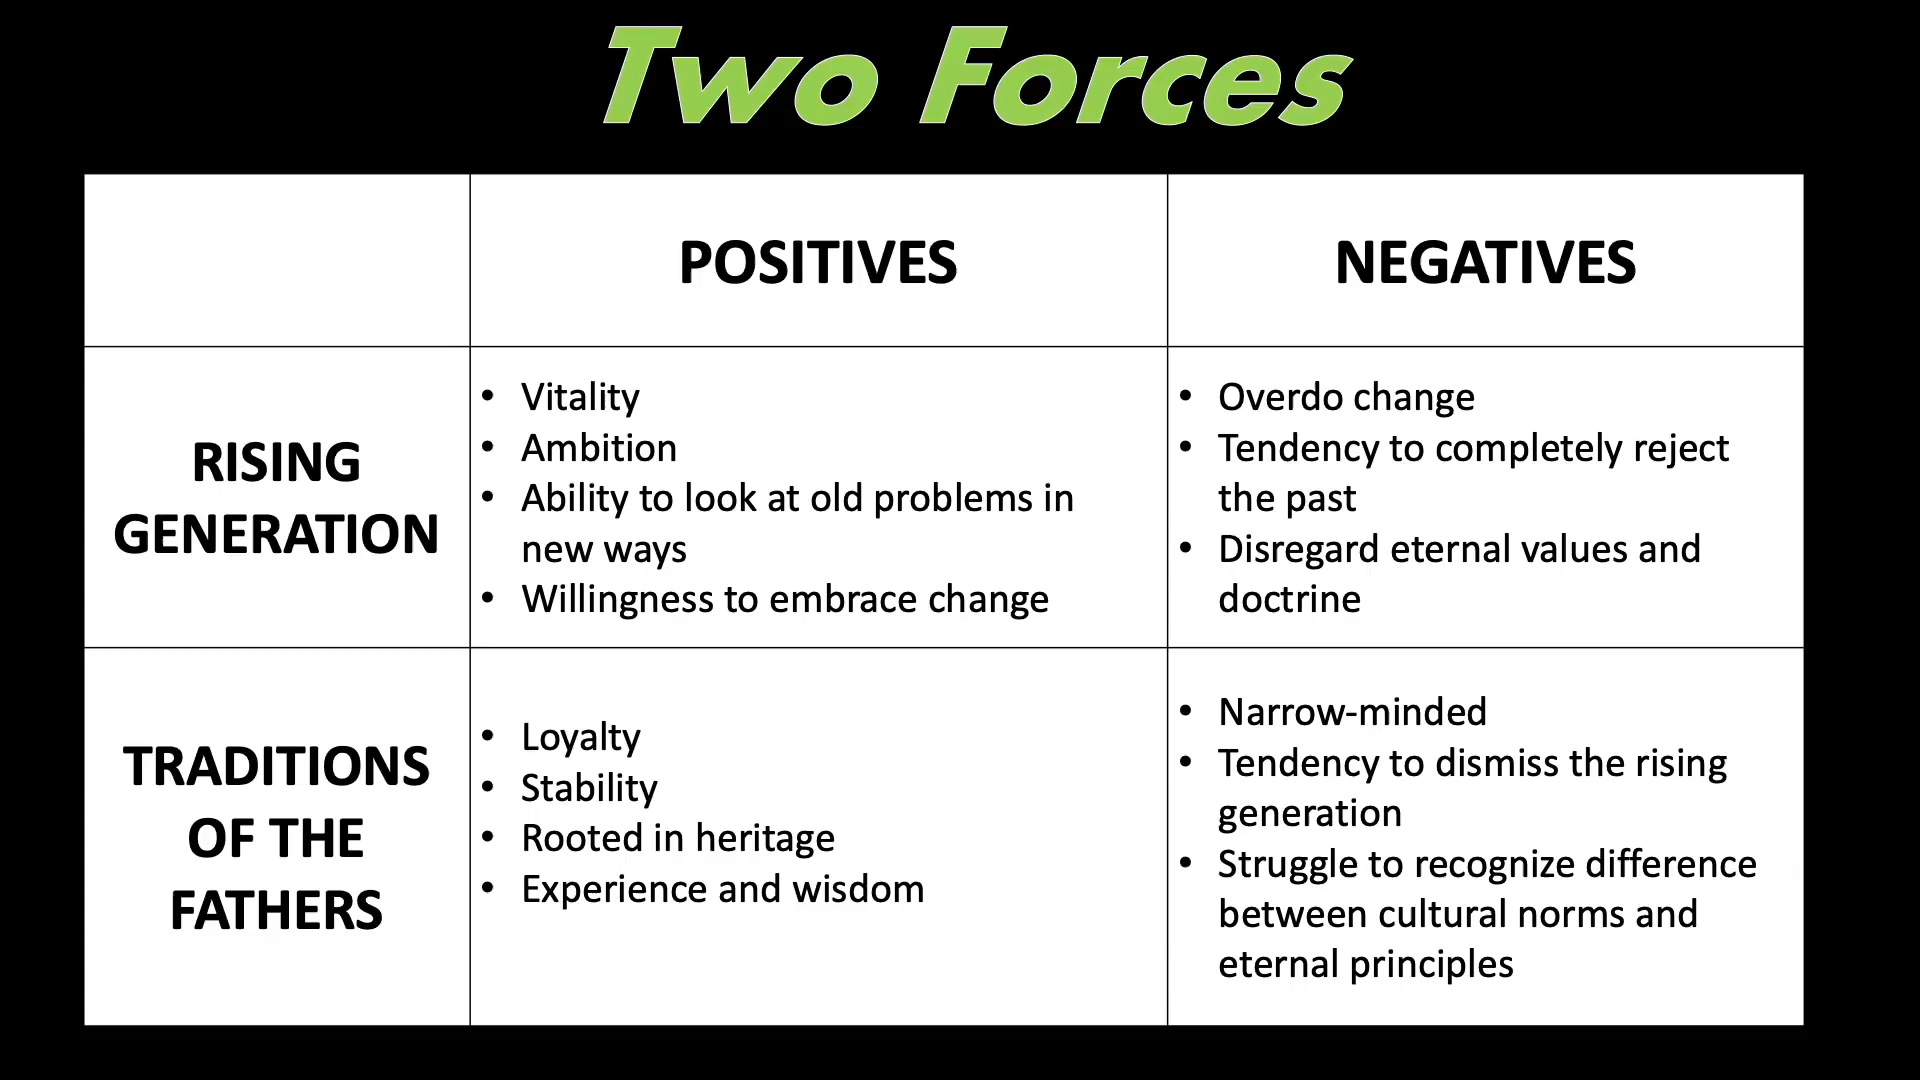 Two Forces
POSITIVES
NEGATIVES
RISING
GENERATION
• Vitality
• Ambition
• Ability to look at old problems in
new ways
• Willingness to embrace change
• Overdo change
• Tendency to completely reject
the past
• Disregard eternal values and
doctrine
TRADITIONS
OF THE
FATHERS
• Loyalty
• Stability
• Rooted in heritage
• Experience and wisdom
• Narrow-minded
• Tendency to dismiss the rising
generation
• Struggle to recognize difference
between cultural norms and
eternal principles